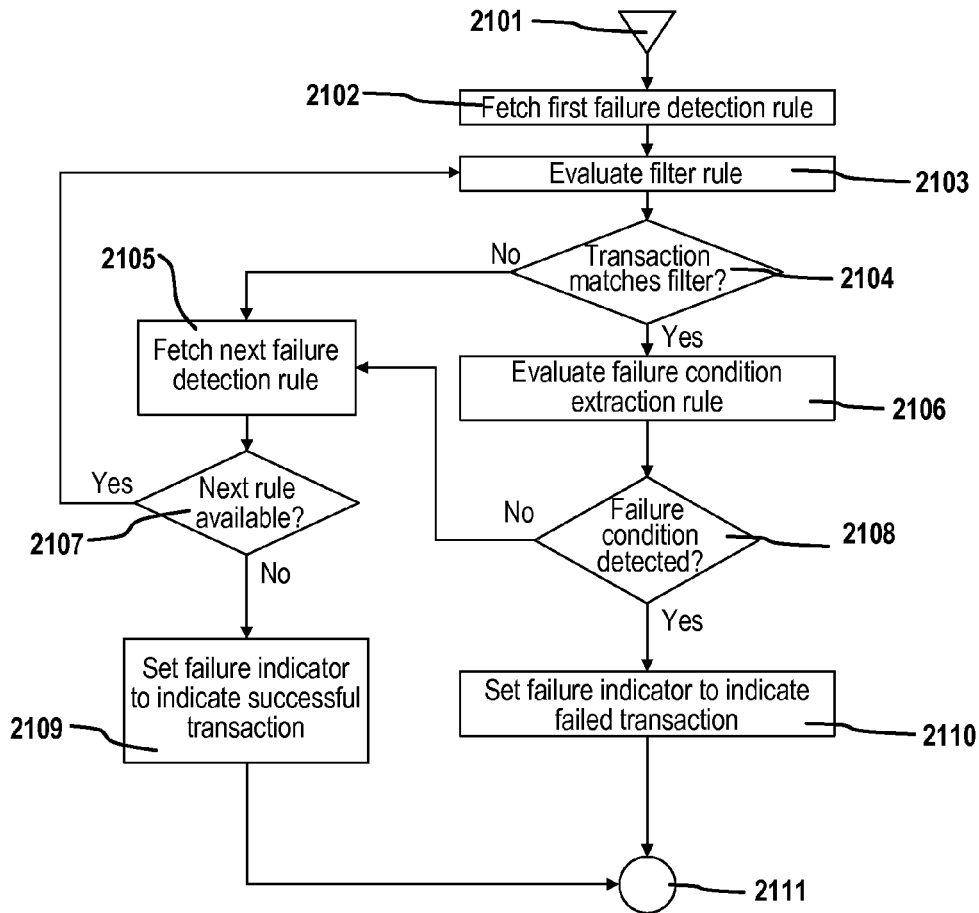 2101
2102
Fetch first failure detection rule
Evaluate filter rule
2103
No
Transaction
matches filter?
2104
2105
Yes
Fetch next failure
detection rule
Evaluate failure condition
extraction rule
2106
Yes
Next rule
available?
2107
No
Failure
condition
detected?
2108
No
Yes
Set failure indicator
to indicate successful
transaction
2109
Set failure indicator to indicate
failed transaction
2110
2111